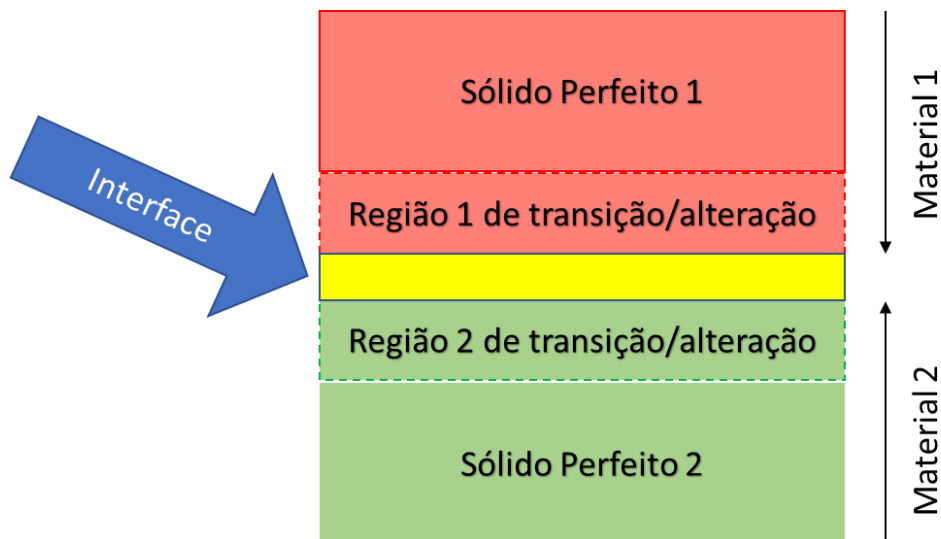 Sólido Perfeito 1
Material 1
Interface
Região 1 de transição/alteração
Região 2 de transição/alteração
Sólido Perfeito 2
Material 2